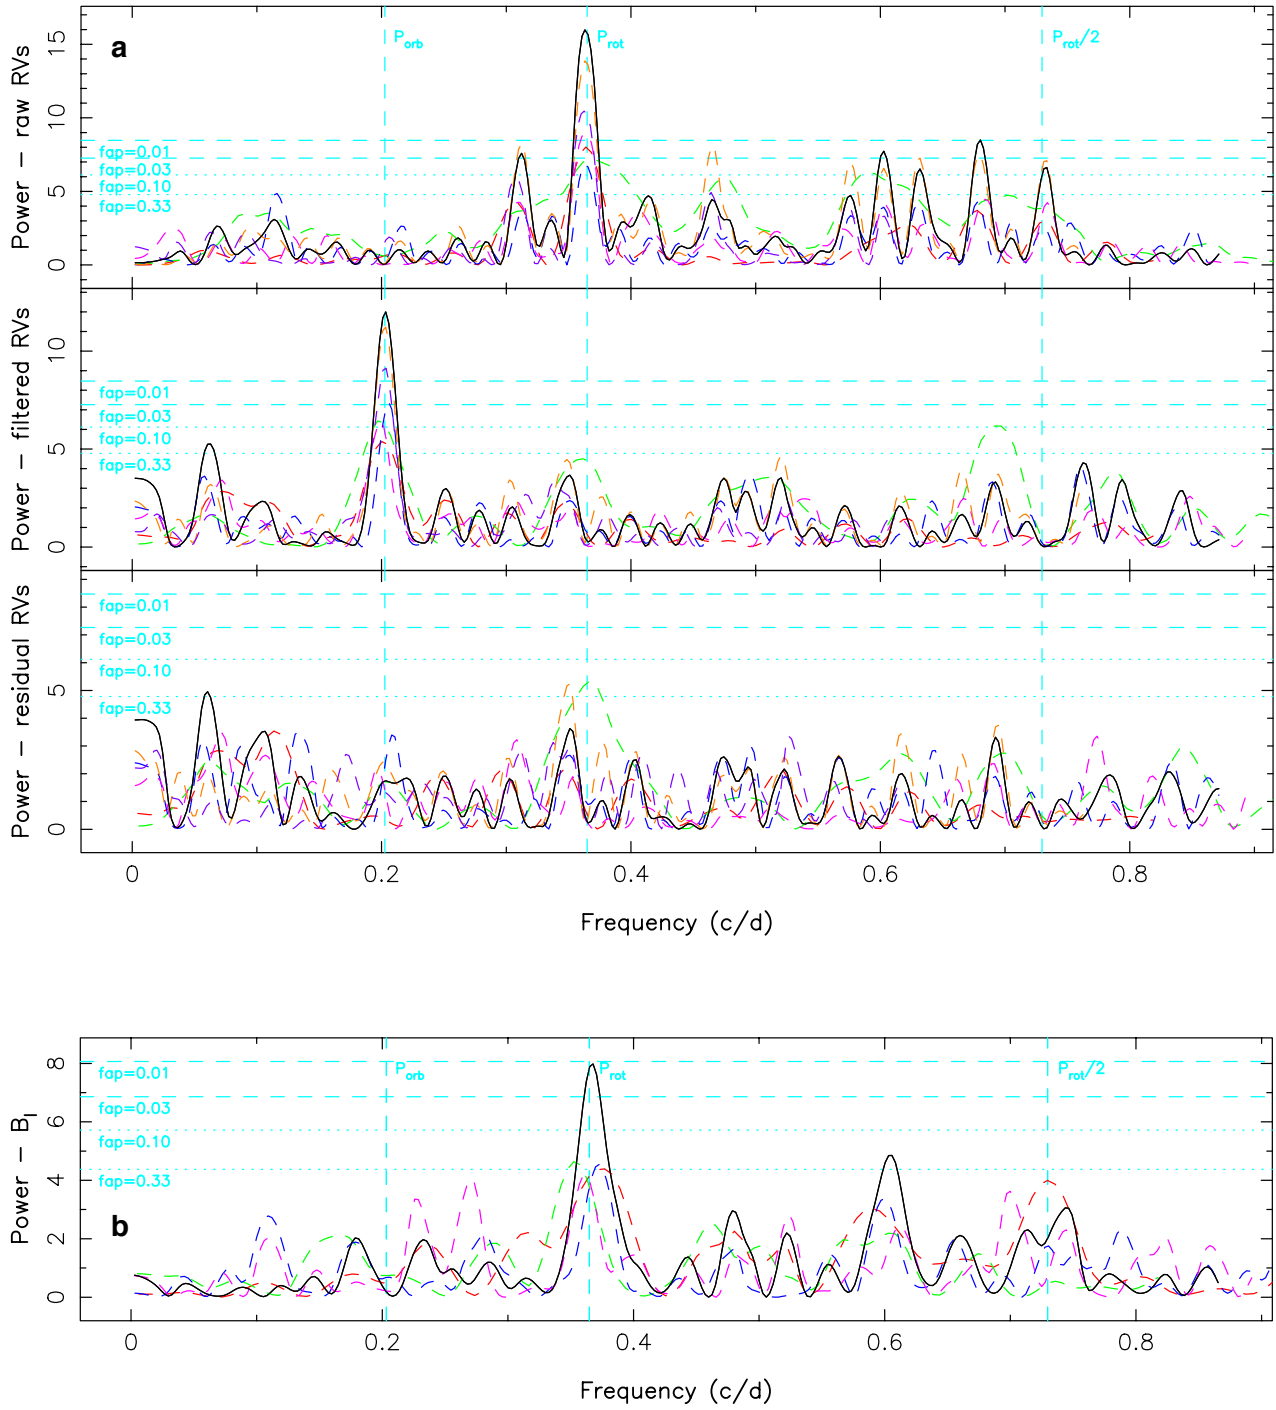 a
Power – raw RVs
15
10
5
0
P_orb
P_rot
P_rot/2
fap=0.01
fap=0.03
fap=0.10
fap=0.33
Power – filtered RVs
10
5
0
fap=0.01
fap=0.03
fap=0.10
fap=0.33
Power – residual RVs
5
0
fap=0.01
fap=0.03
fap=0.10
fap=0.33
0 0.2 0.4 0.6 0.8
Frequency (c/d)
b
Power – B_l
8
6
4
2
0
P_orb
P_rot
P_rot/2
fap=0.01
fap=0.03
fap=0.10
fap=0.33
0 0.2 0.4 0.6 0.8
Frequency (c/d)